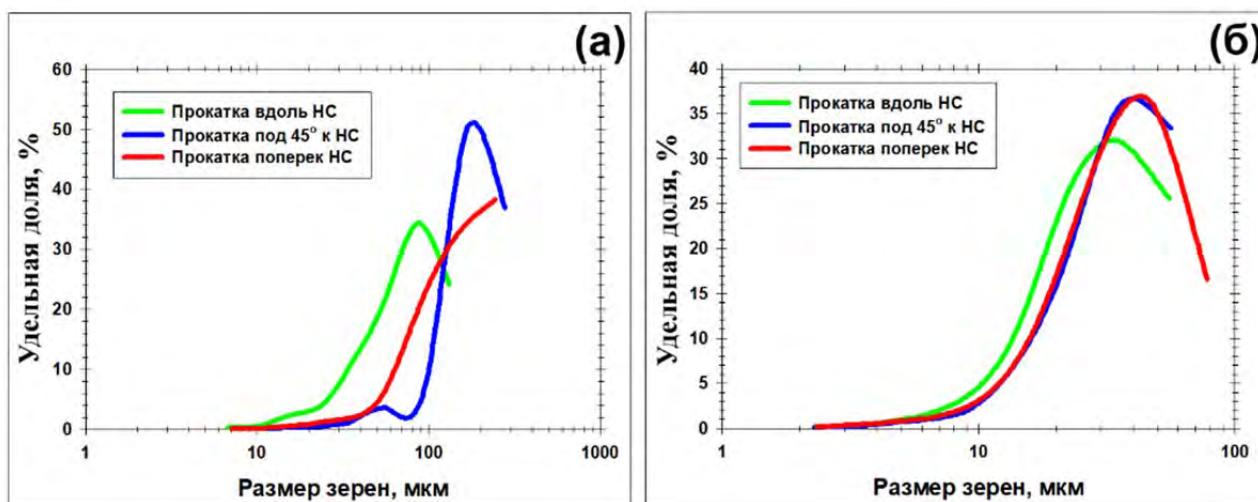 (а)
60
50
40
30
20
10
0
Удельная доля, %
Прокатка вдоль НС
Прокатка под 45° к НС
Прокатка поперек НС
1 10 100 1000
Размер зерен, мкм
(б)
40
35
30
25
20
15
10
5
0
Удельная доля, %
Прокатка вдоль НС
Прокатка под 45° к НС
Прокатка поперек НС
1 10 100
Размер зерен, мкм